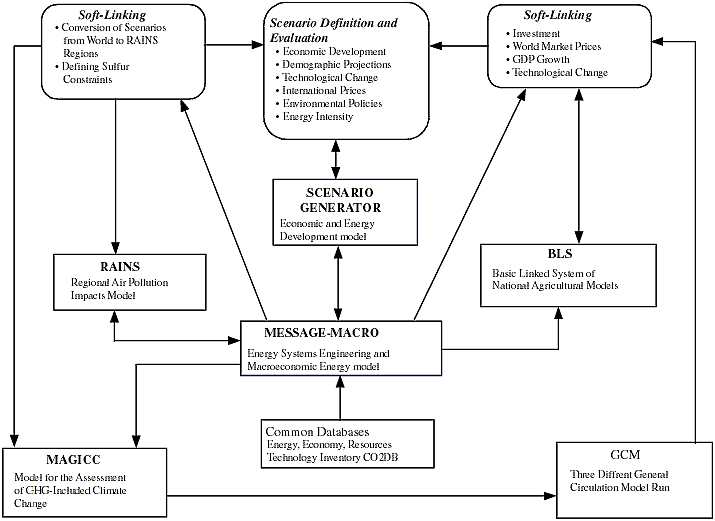 Soft-Linking
• Conversion of Scenarios
from World to RAINS
Regions
• Defining Sulfur
Constraints
Scenario Definition and
Evaluation
• Economic Development
• Demographic Projections
• Technological Change
• International Prices
• Environmental Policies
• Energy Intensity
Soft-Linking
• Investment
• World Market Prices
• GDP Growth
• Technological Change
SCENARIO
GENERATOR
Economic and Energy
Development model
RAINS
Regional Air Pollution
Impacts Model
BLS
Basic Linked System of
National Agricultural Models
MESSAGE-MACRO
Energy Systems Engineering and
Macroeconomic Energy model
Common Databases
Energy, Economy, Resources
Technology Inventory CO2DB
MAGICC
Model for the Assessment
of GHG-Included Climate
Change
GCM
Three Diffrent General
Circulation Model Run